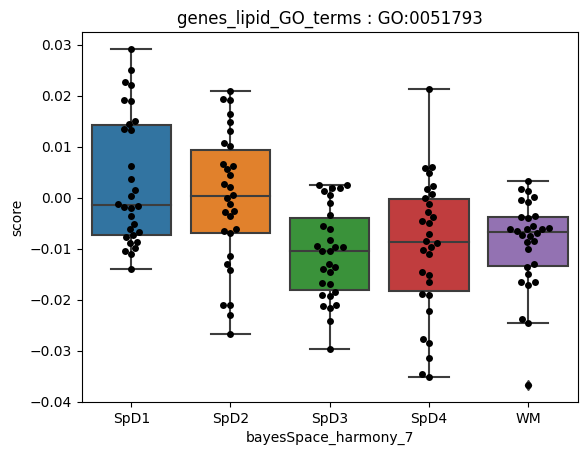 genes_lipid_GO_terms : GO:0051793
0.03
0.02
0.01
0.00
−0.01
−0.02
−0.03
−0.04
score
SpD1 SpD2 SpD3 SpD4 WM
bayesSpace_harmony_7